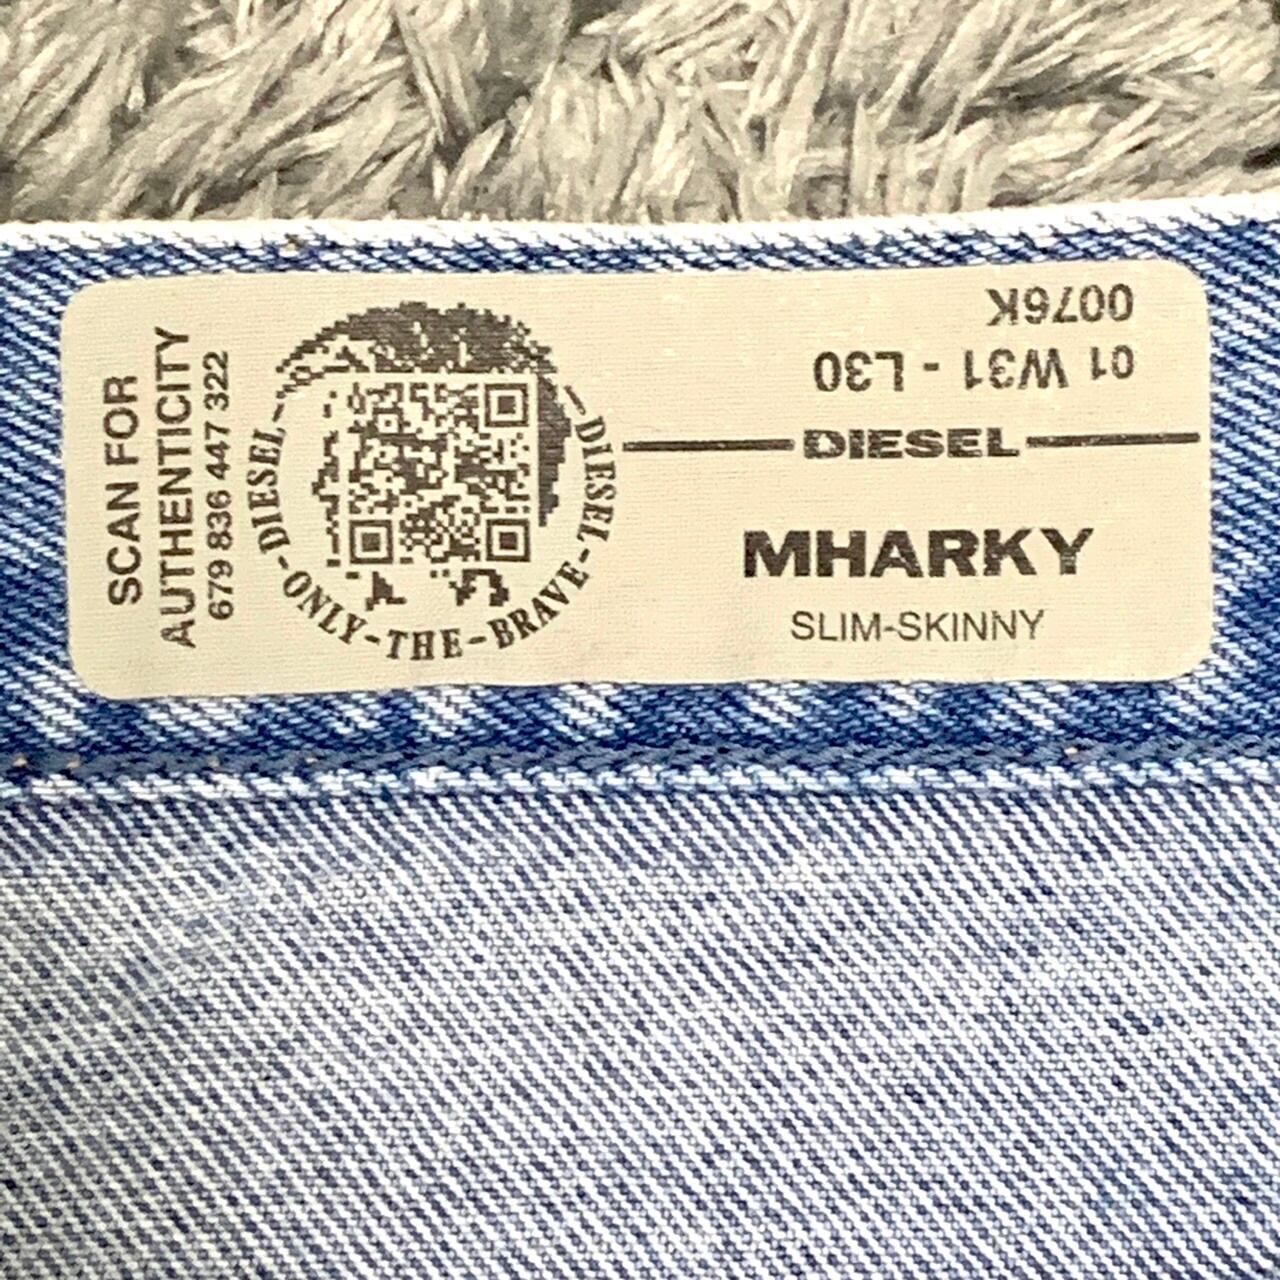 SCAN FOR
AUTHENTICITY
679 836 447 322
DIESEL-ONLY-THE-BRAVE-DIESEL
0076K
01 W31 - L30
DIESEL
MHARKY
SLIM-SKINNY